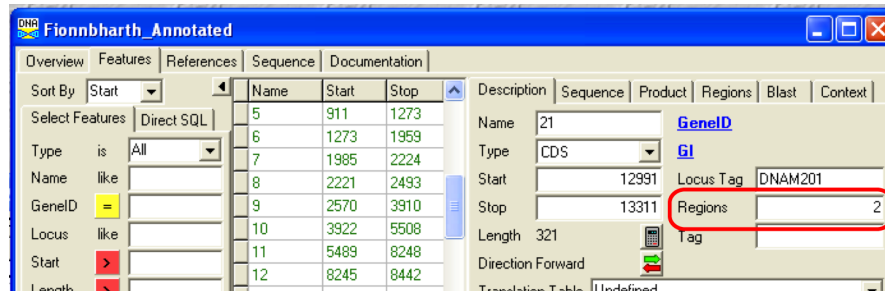 DNA Fionnbharth_Annotated
Overview Features References Sequence Documentation
Sort By Start
Select Features Direct SQL
Type is All
Name like
GeneID =
Locus like
Start >
Length >
Name Start Stop
5 911 1273
6 1273 1959
7 1985 2224
8 2221 2493
9 2570 3910
10 3922 5508
11 5489 8248
12 8245 8442
Description Sequence Product Regions Blast Context
Name 21 GeneID
Type CDS GI
Start 12991 Locus Tag DNAM201
Stop 13311 Regions 2
Length 321 Tag
Direction Forward
Translation Table Undefined